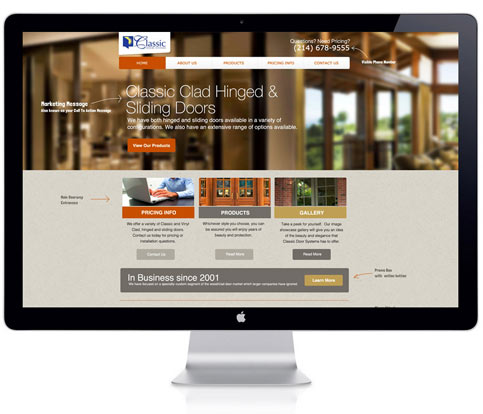 Classic
Questions? Need Pricing?
(214) 678-9555
Visible Phone Number
HOME
ABOUT US
PRODUCTS
PRICING INFO
CONTACT US
Marketing Message
Also known as your Call To Action Message
Classic Clad Hinged &
Sliding Doors
We have both hinged and sliding doors available in a variety of
configurations. We also have an extensive range of options available.
View Our Products
Main Doorway
Entrances
PRICING INFO
PRODUCTS
GALLERY
We offer a variety of Classic and Vinyl
Clad, hinged and sliding doors
Contact us today for pricing or
installation questions.
Whichever style you choose, you can
be assured you will enjoy years of
beauty and protection.
Take a peek for yourself. Our image
showcase gallery will give you an idea
of the beauty and elegance that
Classic Door Systems has to offer.
Contact Us
Read More
Read More
Promo Box
with action button
In Business since 2001
We have focused on a specialty custom segment of the door market which larger companies have ignored.
Learn More